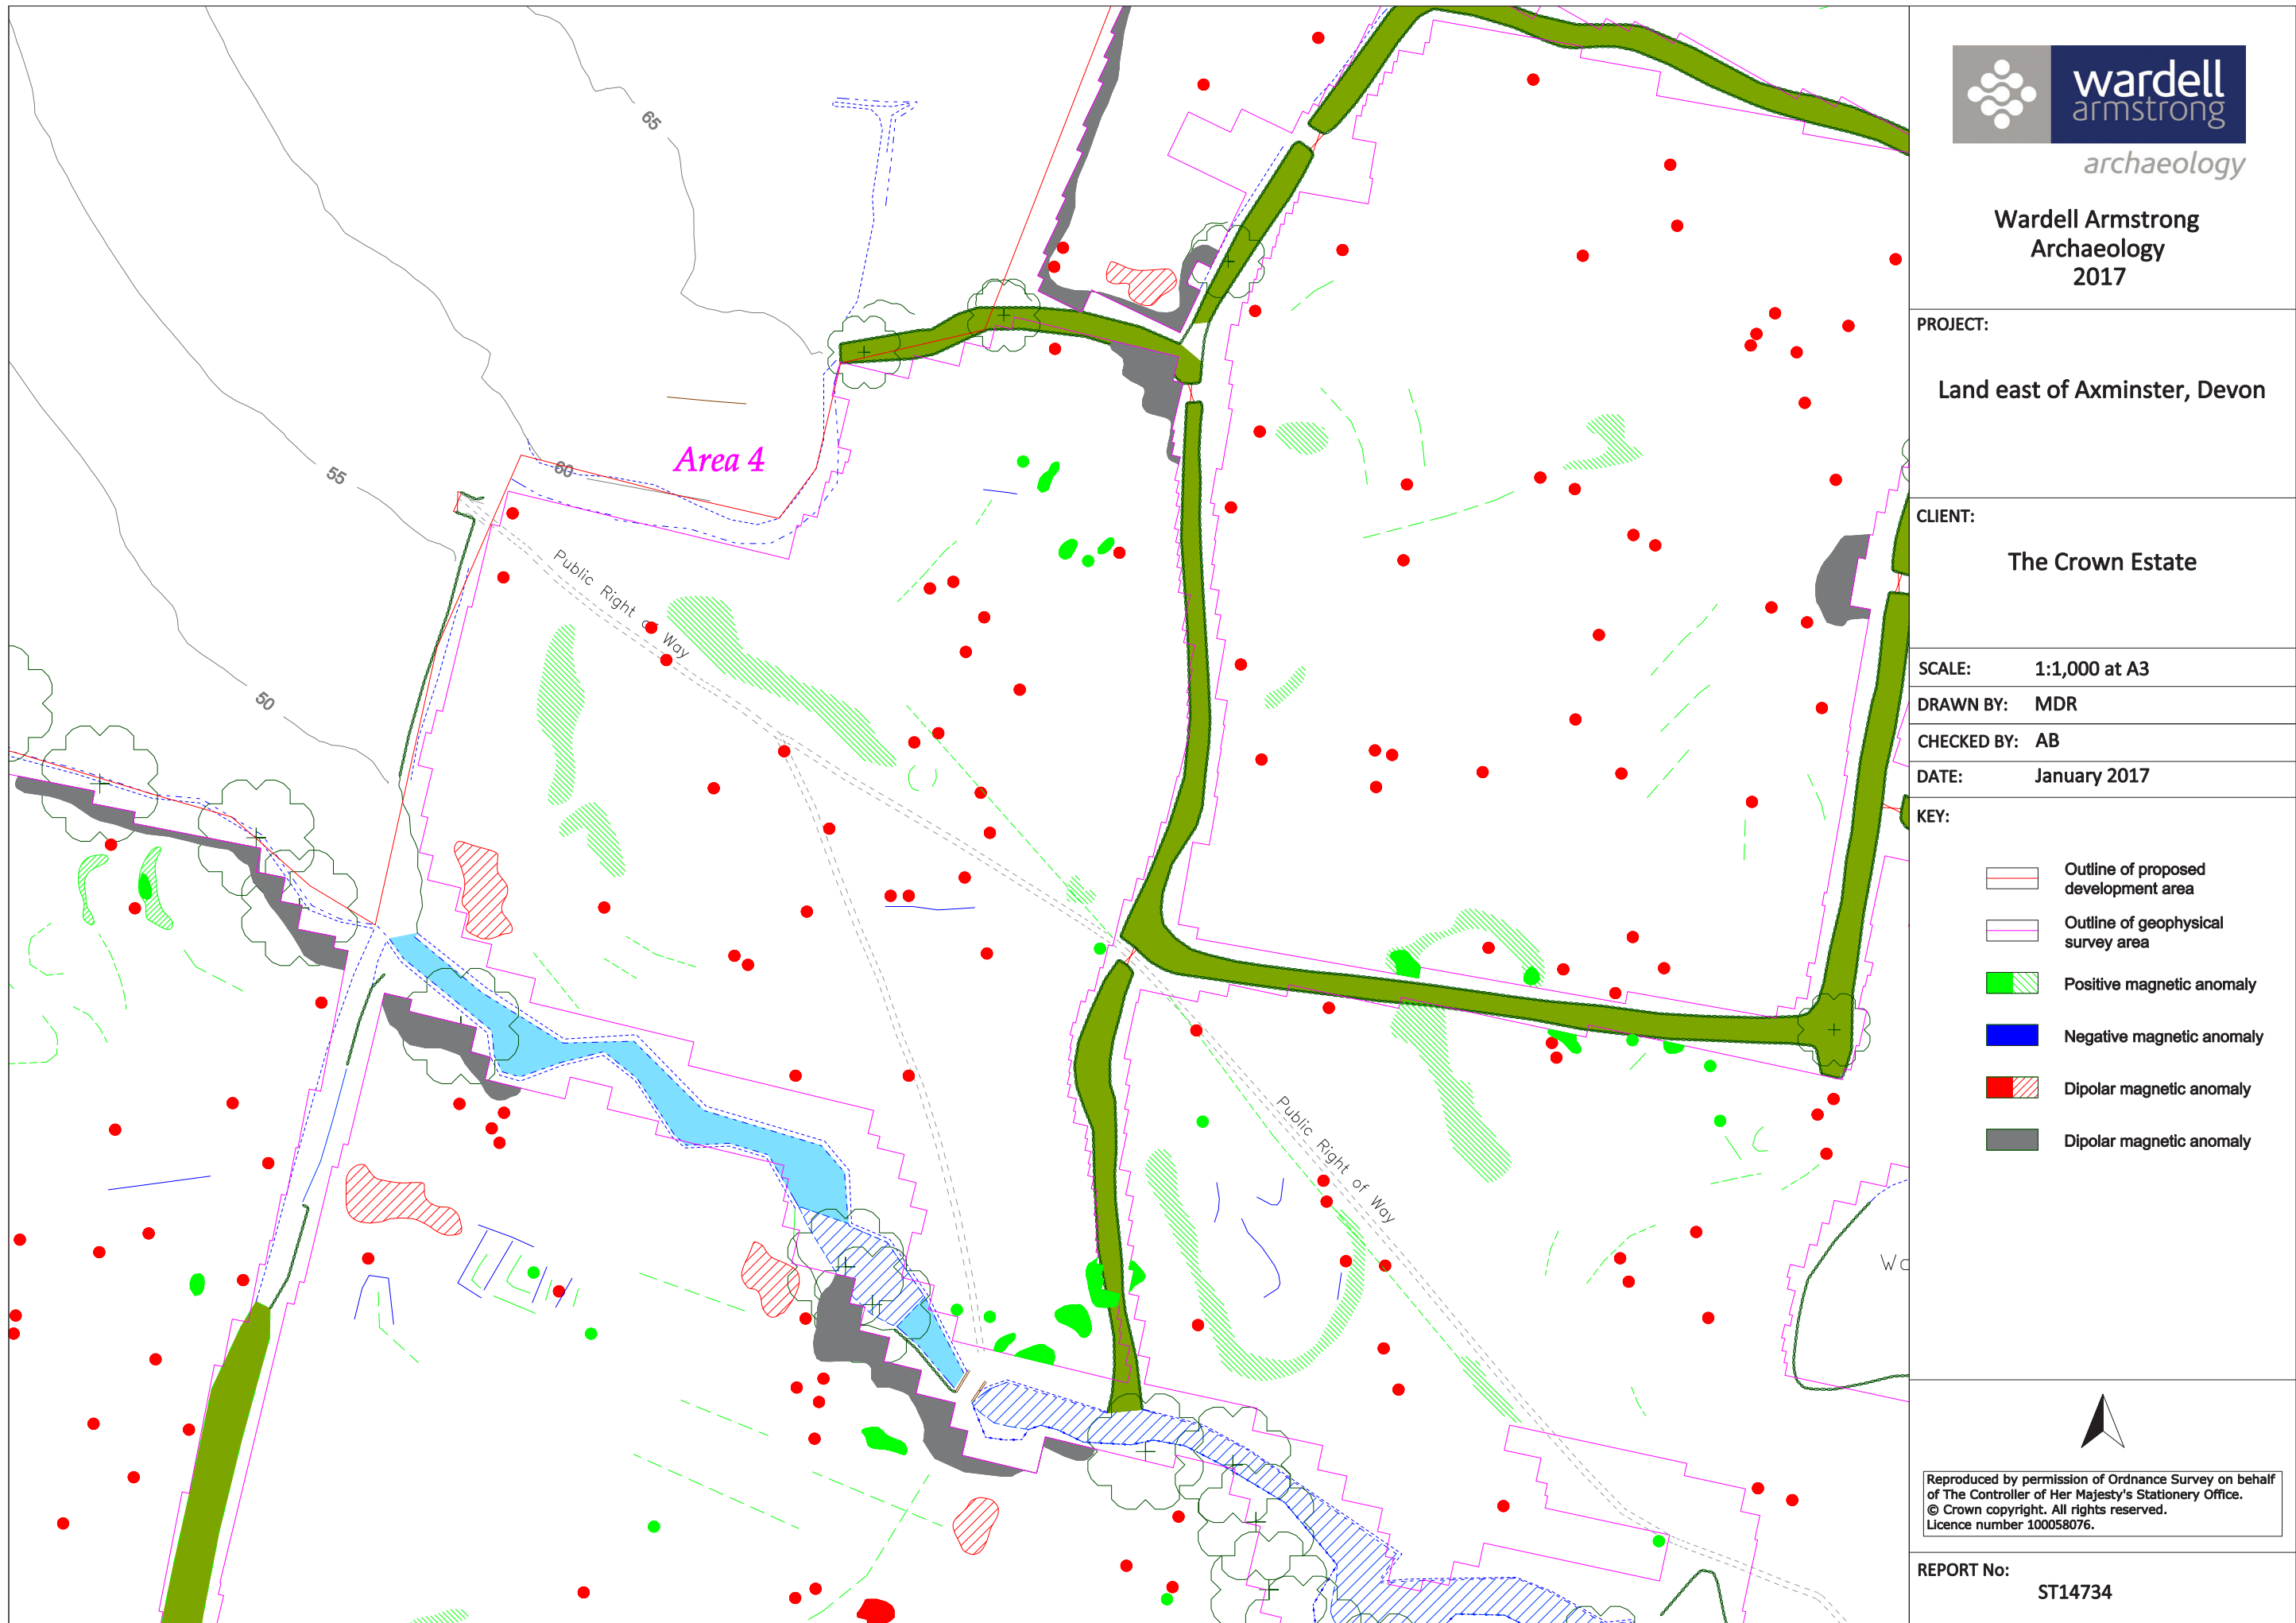 65
Area 4
60
55
50
Public Right of Way
Public Right of Way
wardell
armstrong
archaeology
Wardell Armstrong
Archaeology
2017
PROJECT:
Land east of Axminster, Devon
CLIENT:
The Crown Estate
SCALE: 1:1,000 at A3
DRAWN BY: MDR
CHECKED BY: AB
DATE: January 2017
KEY:
Outline of proposed
development area
Outline of geophysical
survey area
Positive magnetic anomaly
Negative magnetic anomaly
Dipolar magnetic anomaly
Dipolar magnetic anomaly
Reproduced by permission of Ordnance Survey on behalf
of The Controller of Her Majesty's Stationery Office.
© Crown copyright. All rights reserved.
Licence number 100058076.
REPORT No:
ST14734